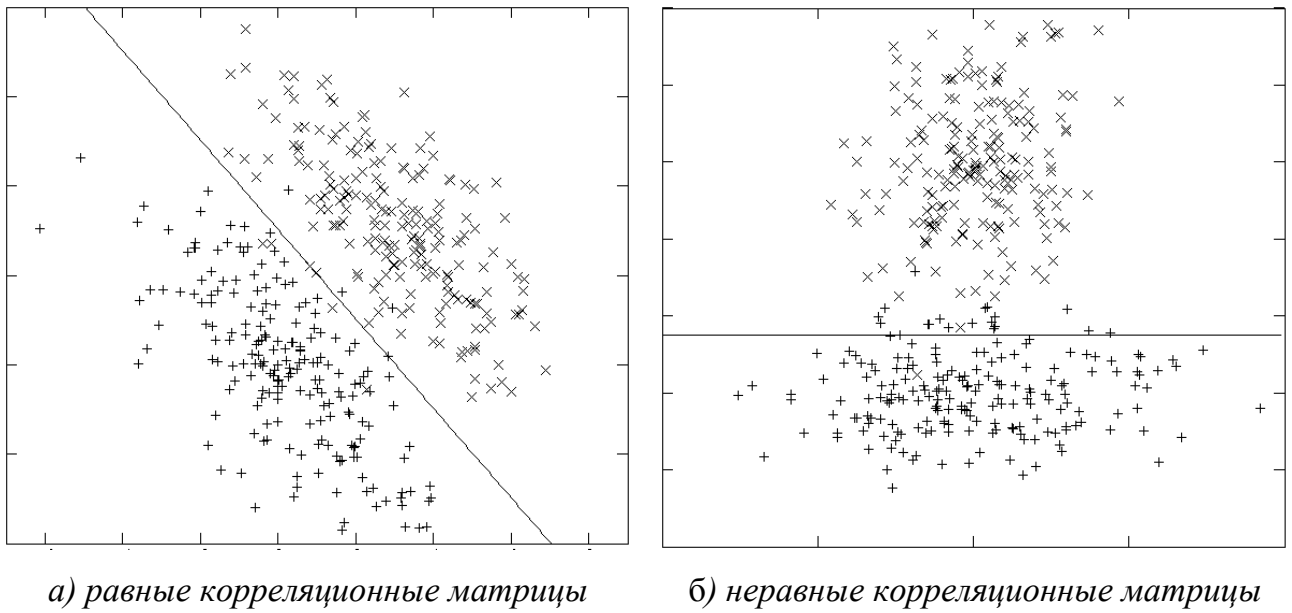 а) равные корреляционные матрицы
б) неравные корреляционные матрицы